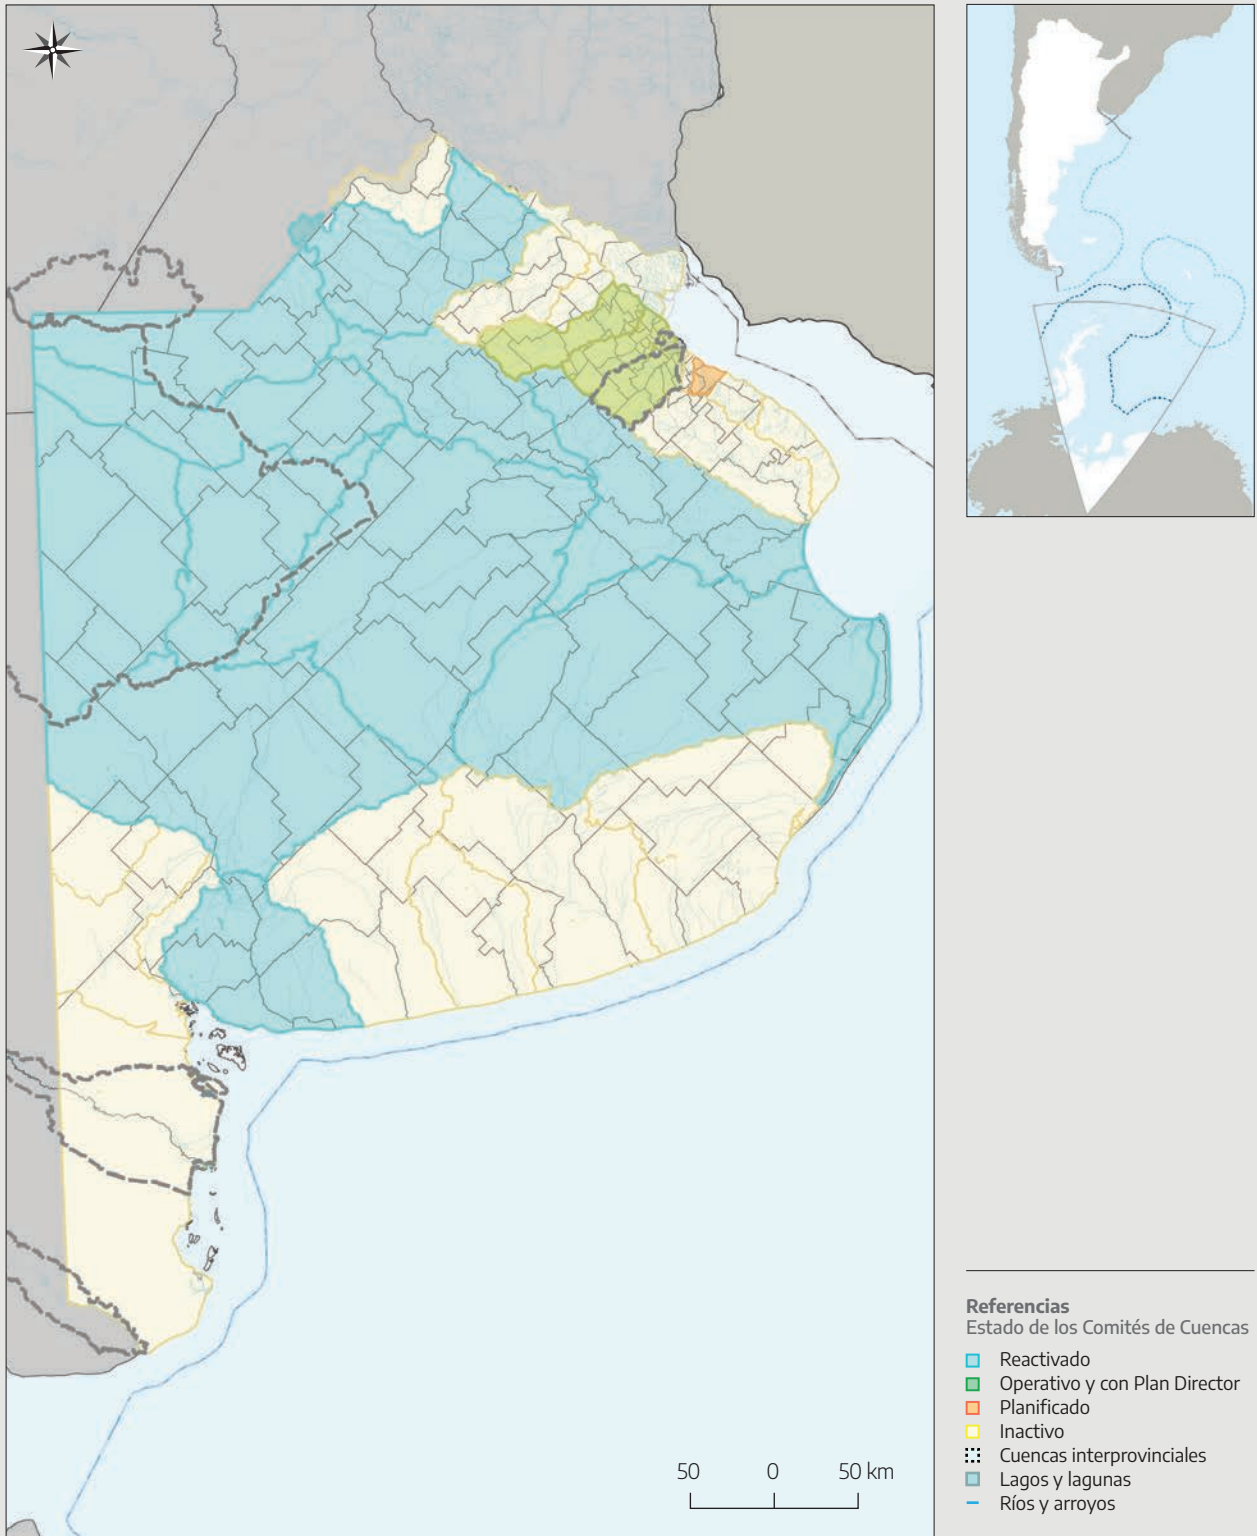 50 0 50 km
Referencias
Estado de los Comités de Cuencas
Reactivado
Operativo y con Plan Director
Planificado
Inactivo
Cuencas interprovinciales
Lagos y lagunas
Ríos y arroyos